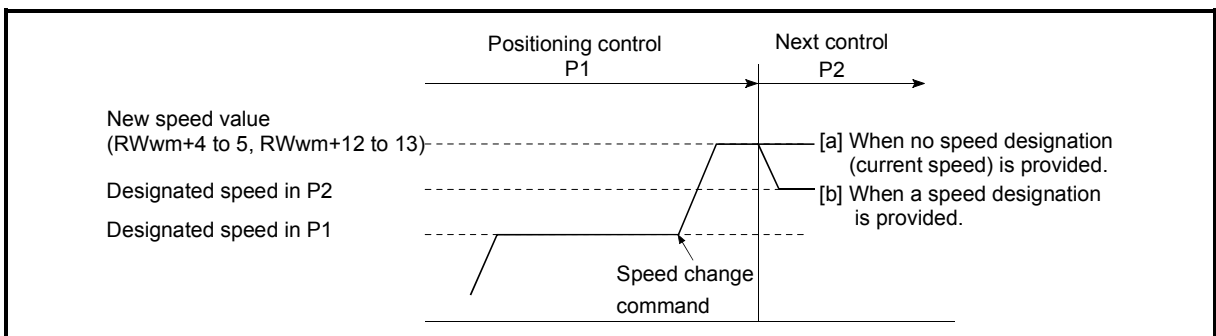 Positioning control
P1
Next control
P2
New speed value
(RWwm+4 to 5, RWwm+12 to 13)
[a] When no speed designation
(current speed) is provided.
Designated speed in P2
[b] When a speed designation
is provided.
Designated speed in P1
Speed change
command